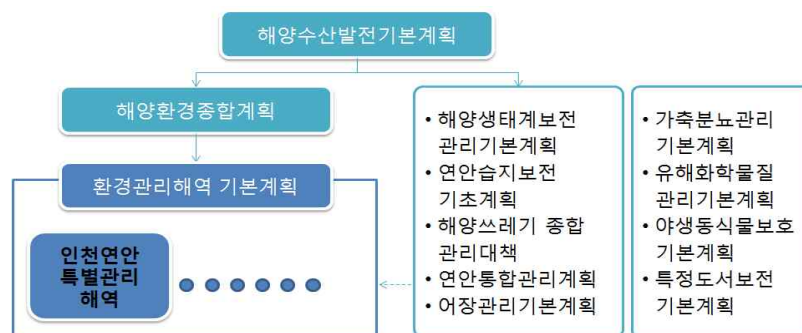 해양수산발전기본계획
해양환경종합계획
환경관리해역 기본계획
인천연안
특별관리
해역
• 해양생태계보전
관리기본계획
• 연안습지보전
기초계획
• 해양쓰레기 종합
관리대책
• 연안통합관리계획
• 어장관리기본계획
• 가축분뇨관리
기본계획
• 유해화학물질
관리기본계획
• 야생동식물보호
기본계획
• 특정도서보전
기본계획